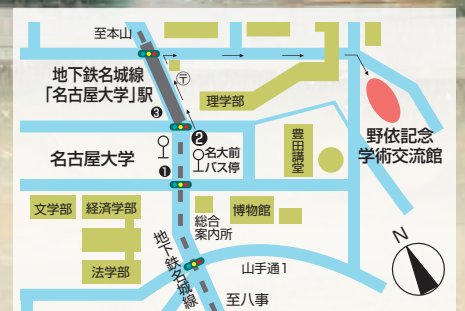 至本山
地下鉄名城線
「名古屋大学」駅
〒
理学部
❸
❷
名古屋大学
名大前
バス停
❶
豊田講堂
野依記念
学術交流館
文学部
経済学部
総合
案内所
博物館
法学部
地下鉄名城線
山手通1
至八事
N